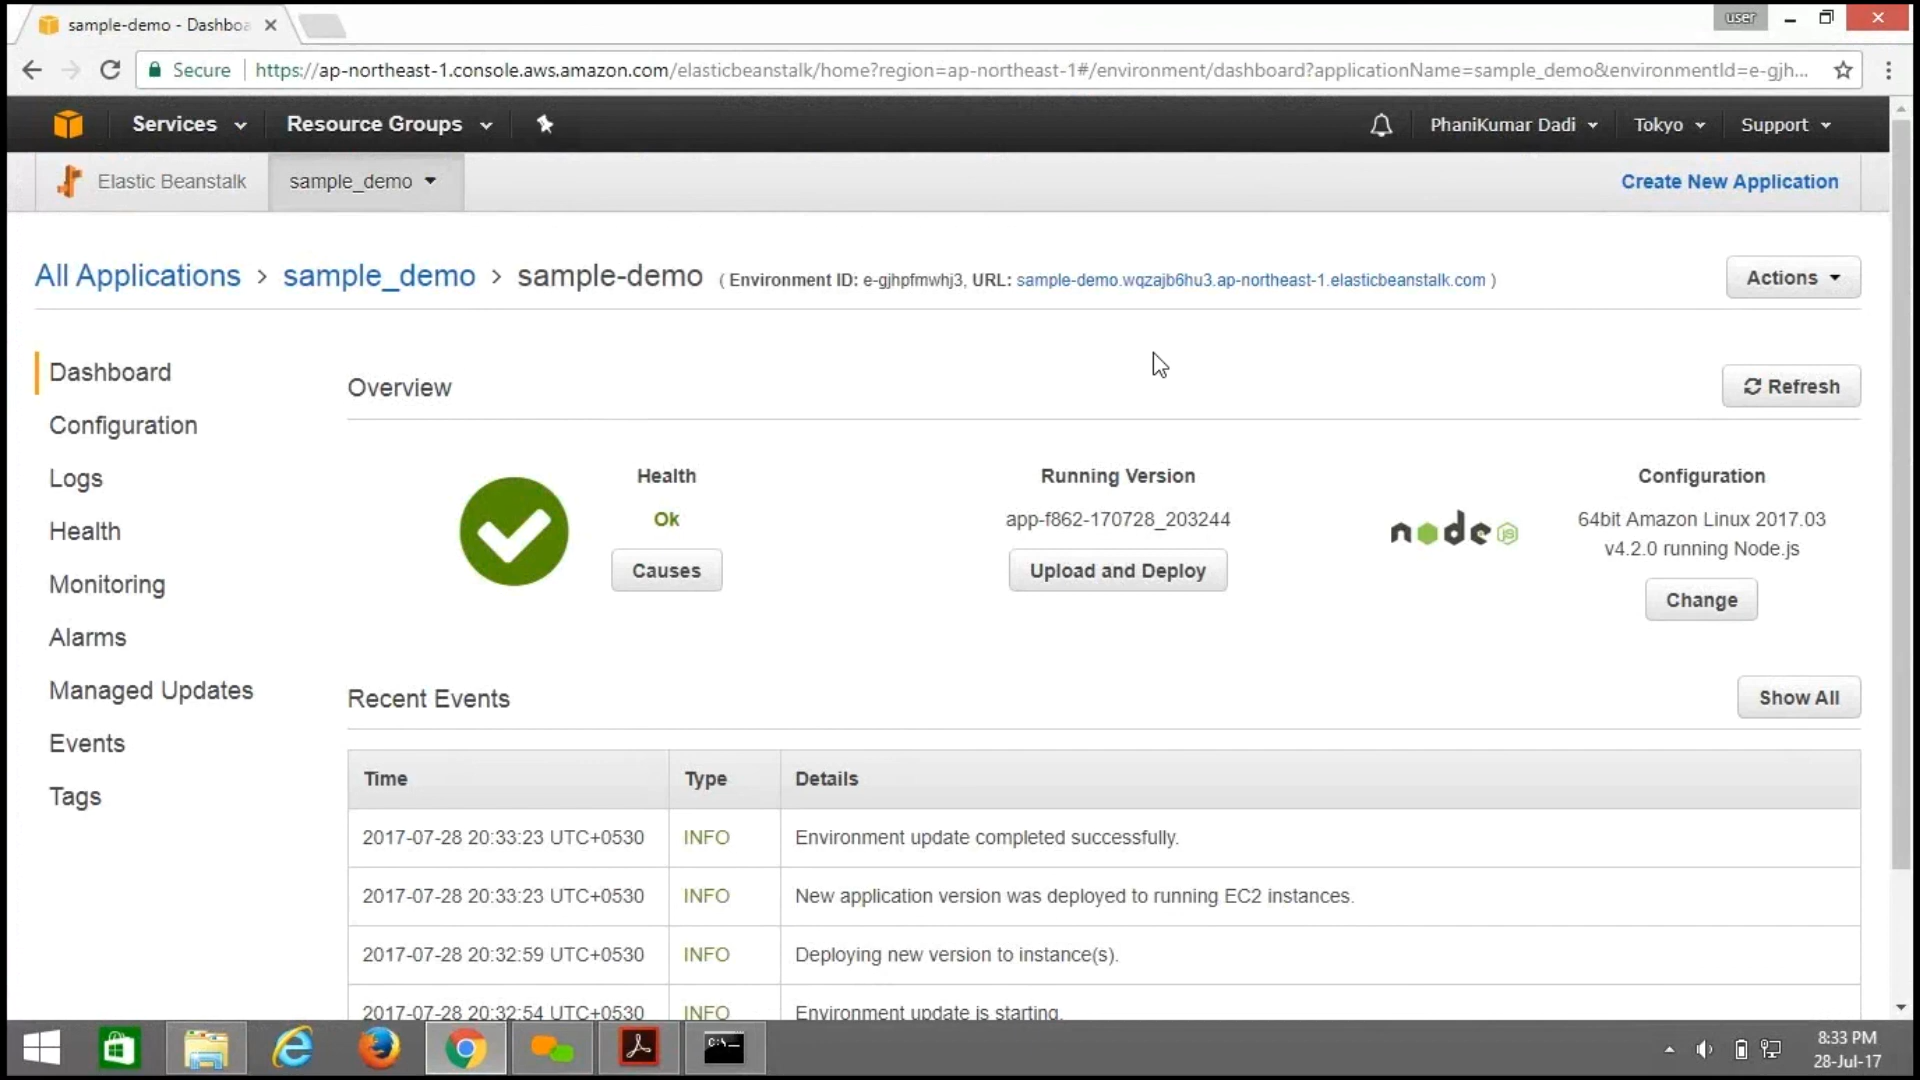 sample-demo - Dashboa
user
Secure
https://ap-northeast-1.console.aws.amazon.com/elasticbeanstalk/home?region=ap-northeast-1#/environment/dashboard?applicationName=sample_demo&environmentId=e-gjh...
Services
Resource Groups
PhaniKumar Dadi
Tokyo
Support
Elastic Beanstalk
sample_demo
Create New Application
All Applications > sample_demo > sample-demo ( Environment ID: e-gjhpfmwhj3, URL: sample-demo.wqzajb6hu3.ap-northeast-1.elasticbeanstalk.com )
Actions
Dashboard
Configuration
Logs
Health
Monitoring
Alarms
Managed Updates
Events
Tags
Overview
Refresh
Health
Ok
Causes
Running Version
app-f862-170728_203244
Upload and Deploy
node JS
Configuration
64bit Amazon Linux 2017.03
v4.2.0 running Node.js
Change
Recent Events
Show All
Time Type Details
2017-07-28 20:33:23 UTC+0530 INFO Environment update completed successfully.
2017-07-28 20:33:23 UTC+0530 INFO New application version was deployed to running EC2 instances.
2017-07-28 20:32:59 UTC+0530 INFO Deploying new version to instance(s).
2017-07-28 20:32:54 UTC+0530 INFO Environment update is starting.
C:\
8:33 PM
28-Jul-17